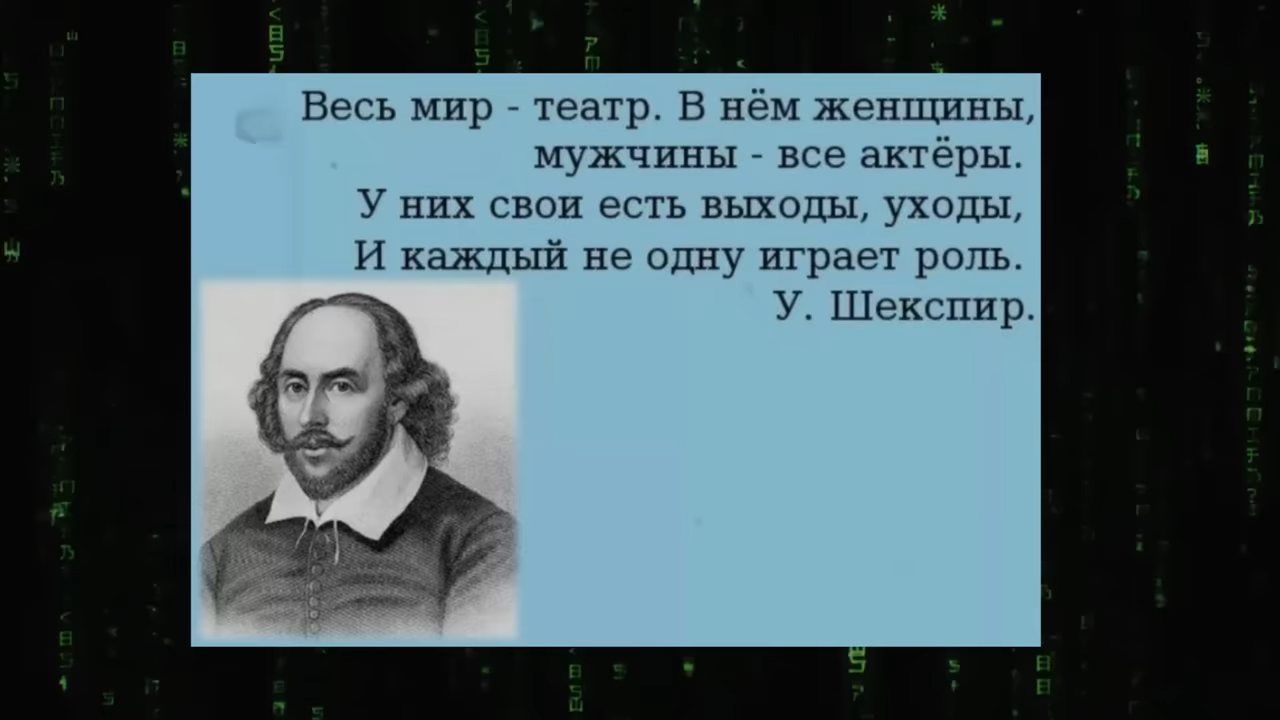 Весь мир - театр. В нём женщины,
мужчины - все актёры.
У них свои есть выходы, уходы,
И каждый не одну играет роль.
У. Шекспир.